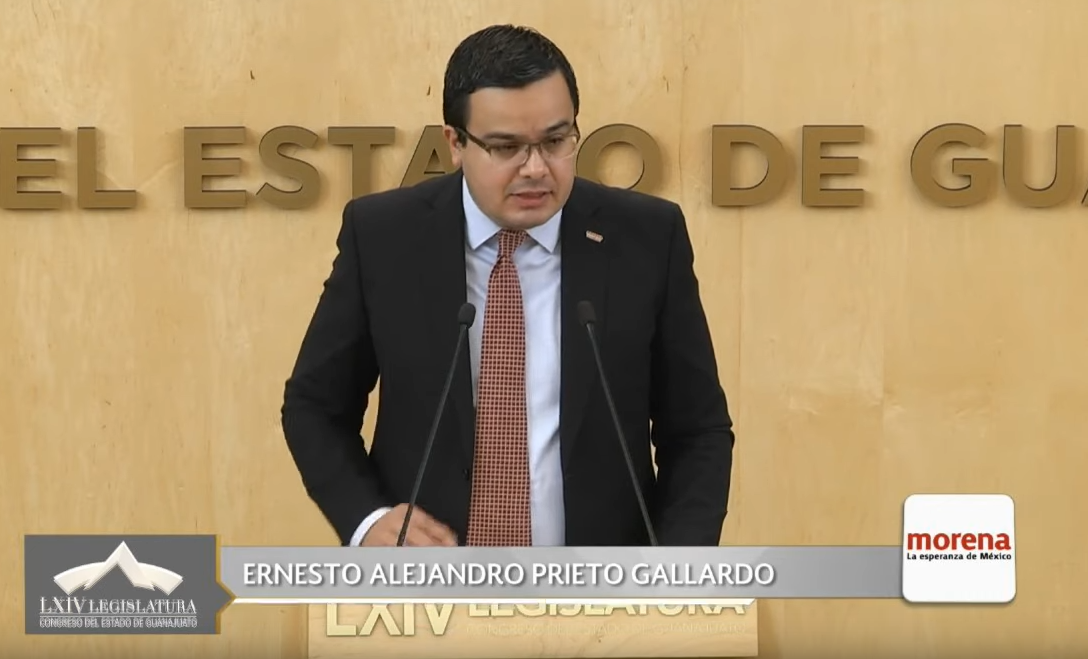 EL ESTADO DE GU
morena
La esperanza de México
ERNESTO ALEJANDRO PRIETO GALLARDO
LXIV LEGISLATURA
CONGRESO DEL ESTADO DE GUANAJUATO
LXIV LEGISLATURA